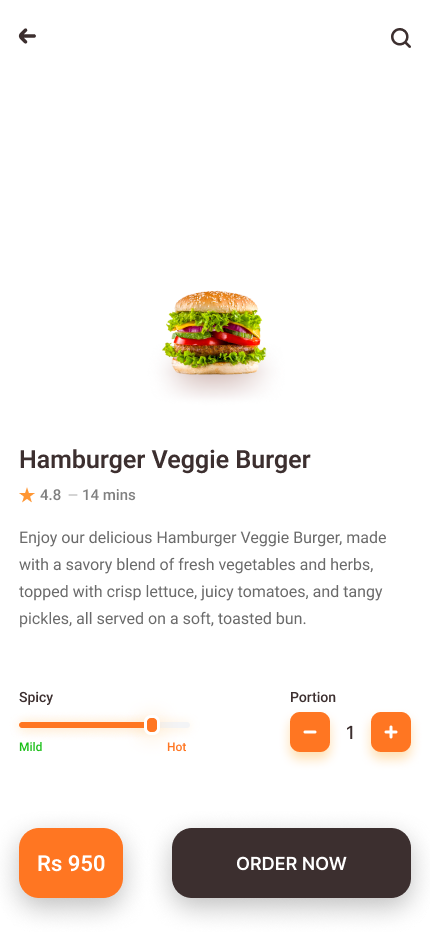 Hamburger Veggie Burger
4.8 — 14 mins
Enjoy our delicious Hamburger Veggie Burger, made
with a savory blend of fresh vegetables and herbs,
topped with crisp lettuce, juicy tomatoes, and tangy
pickles, all served on a soft, toasted bun.
Spicy
Portion
1
Mild
Hot
Rs 950
ORDER NOW